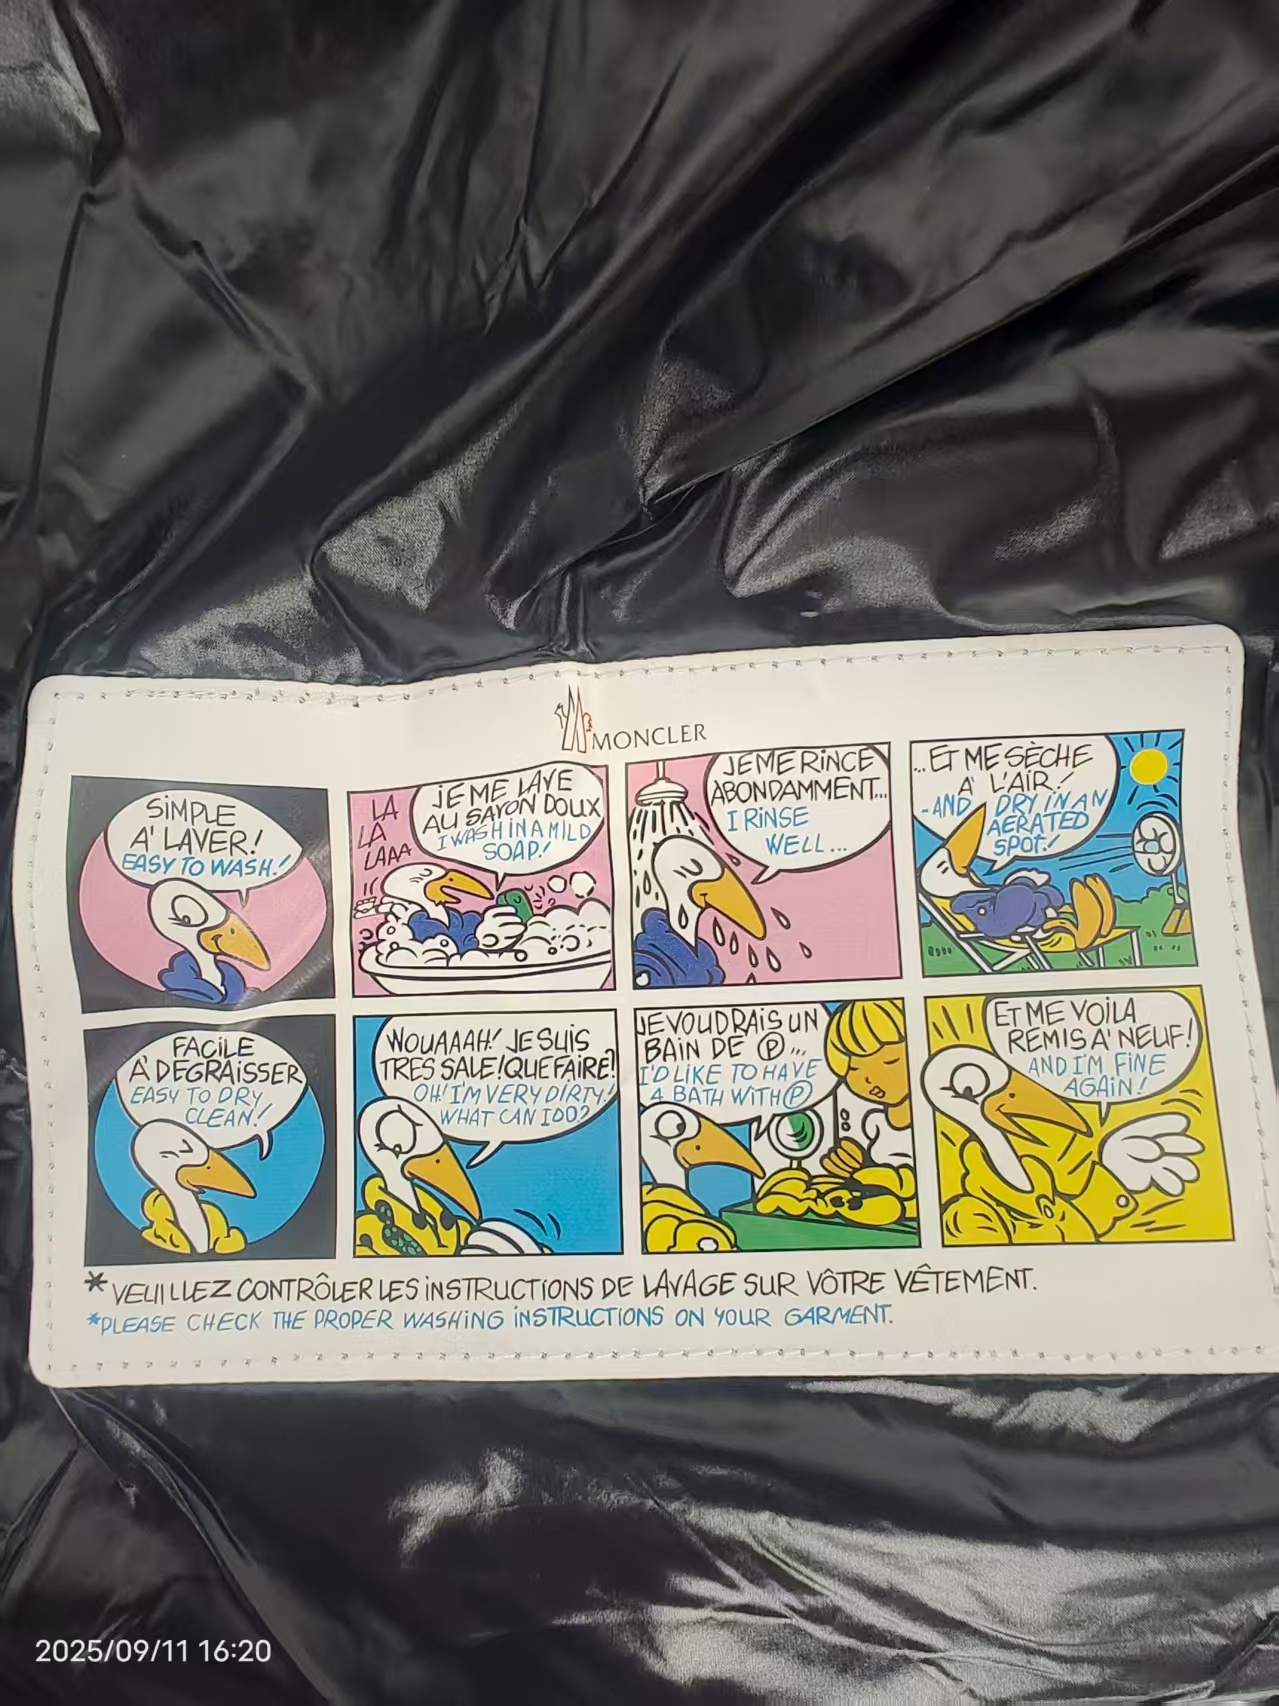 MONCLER
SiMPLE
A' LAVER!
EASY TO WASH!
LA
LA
LAAA
JE ME LAVE
AU SAVON DOUX
I WASH iN A MiLD
SOAP!
JE ME RiNCE
ABONDAMMENT...
I RiNSE
WELL...
...ET ME SÈCHE
A' L'AiR!
-AND DRY iN AN
AERATED
SPOT!
FACiLE
A' DEGRAiSSER
EASY TO DRY
CLEAN!
WOUAAAH! JE SUiS
TRES SALE! QUE FAiRE?
OH! I'M VERY DiRTY!
WHAT CAN I DO?
JE VOUDRAiS UN
BAiN DE Ⓟ...
I'D LiKE TO HAVE
A BATH WiTH Ⓟ
ET ME VOiLA
REMiS A' NEUF!
AND I'M FiNE
AGAiN!
*VEUiLLEZ CONTRÔLER LES iNSTRUCTiONS DE LAVAGE SUR VÔTRE VÊTEMENT.
*PLEASE CHECK THE PROPER WASHiNG iNSTRUCTiONS ON YOUR GARMENT.
2025/09/11 16:20